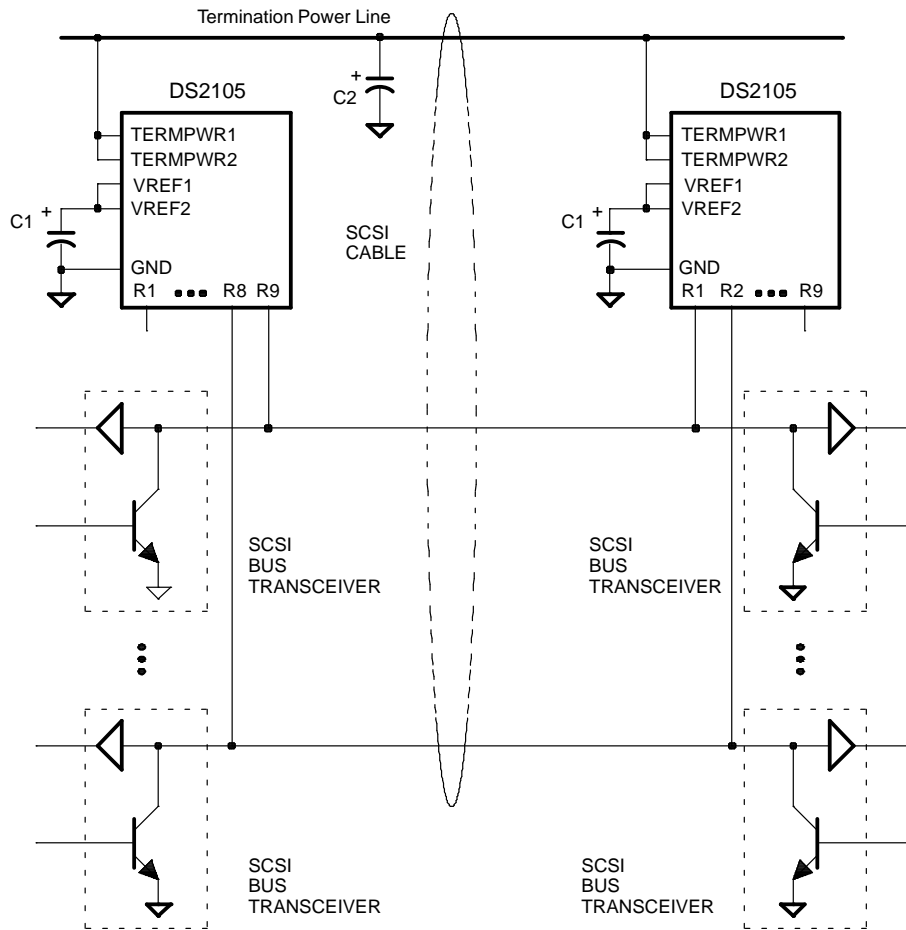 Termination Power Line
DS2105
+
C2
DS2105
TERMPWR1
TERMPWR2
VREF1
VREF2
C1 +
GND
R1 R8 R9
SCSI
CABLE
TERMPWR1
TERMPWR2
VREF1
VREF2
C1 +
GND
R1 R2 R9
SCSI
BUS
TRANSCEIVER
SCSI
BUS
TRANSCEIVER
SCSI
BUS
TRANSCEIVER
SCSI
BUS
TRANSCEIVER